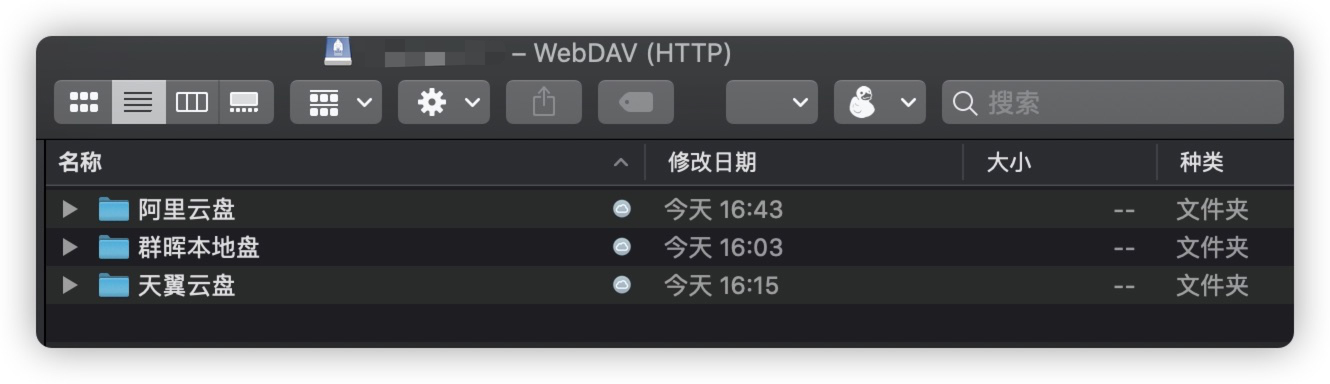 – WebDAV (HTTP)
搜索
名称 修改日期 大小 种类
阿里云盘 今天 16:43 -- 文件夹
群晖本地盘 今天 16:03 -- 文件夹
天翼云盘 今天 16:15 -- 文件夹